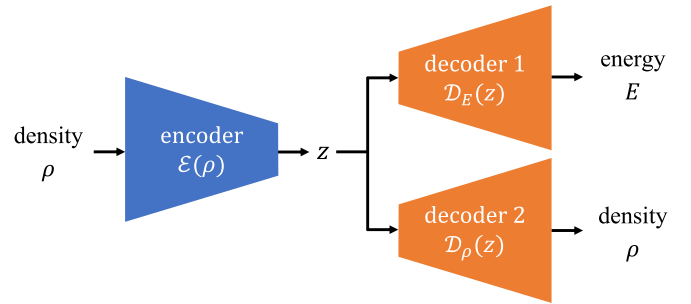 density
ρ
encoder
ℰ(ρ)
z
decoder 1
𝒟_E(z)
energy
E
decoder 2
𝒟_ρ(z)
density
ρ